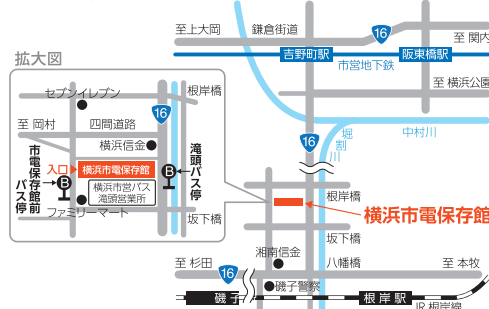 至上大岡
鎌倉街道
16
至 関内
吉野町駅
阪東橋駅
市営地下鉄
至 横浜公園
拡大図
セブンイレブン
根岸橋
16
至 岡村
四間道路
横浜信金
入口
横浜市電保存館
B
B
滝頭バス停
市電保存館前
バス停
横浜市営バス
滝頭営業所
ファミリーマート
坂下橋
16
堀割川
中村川
根岸橋
横浜市電保存館
坂下橋
湘南信金
八幡橋
至 杉田
16
至 本牧
磯子警察
磯子
根岸駅
JR 根岸線